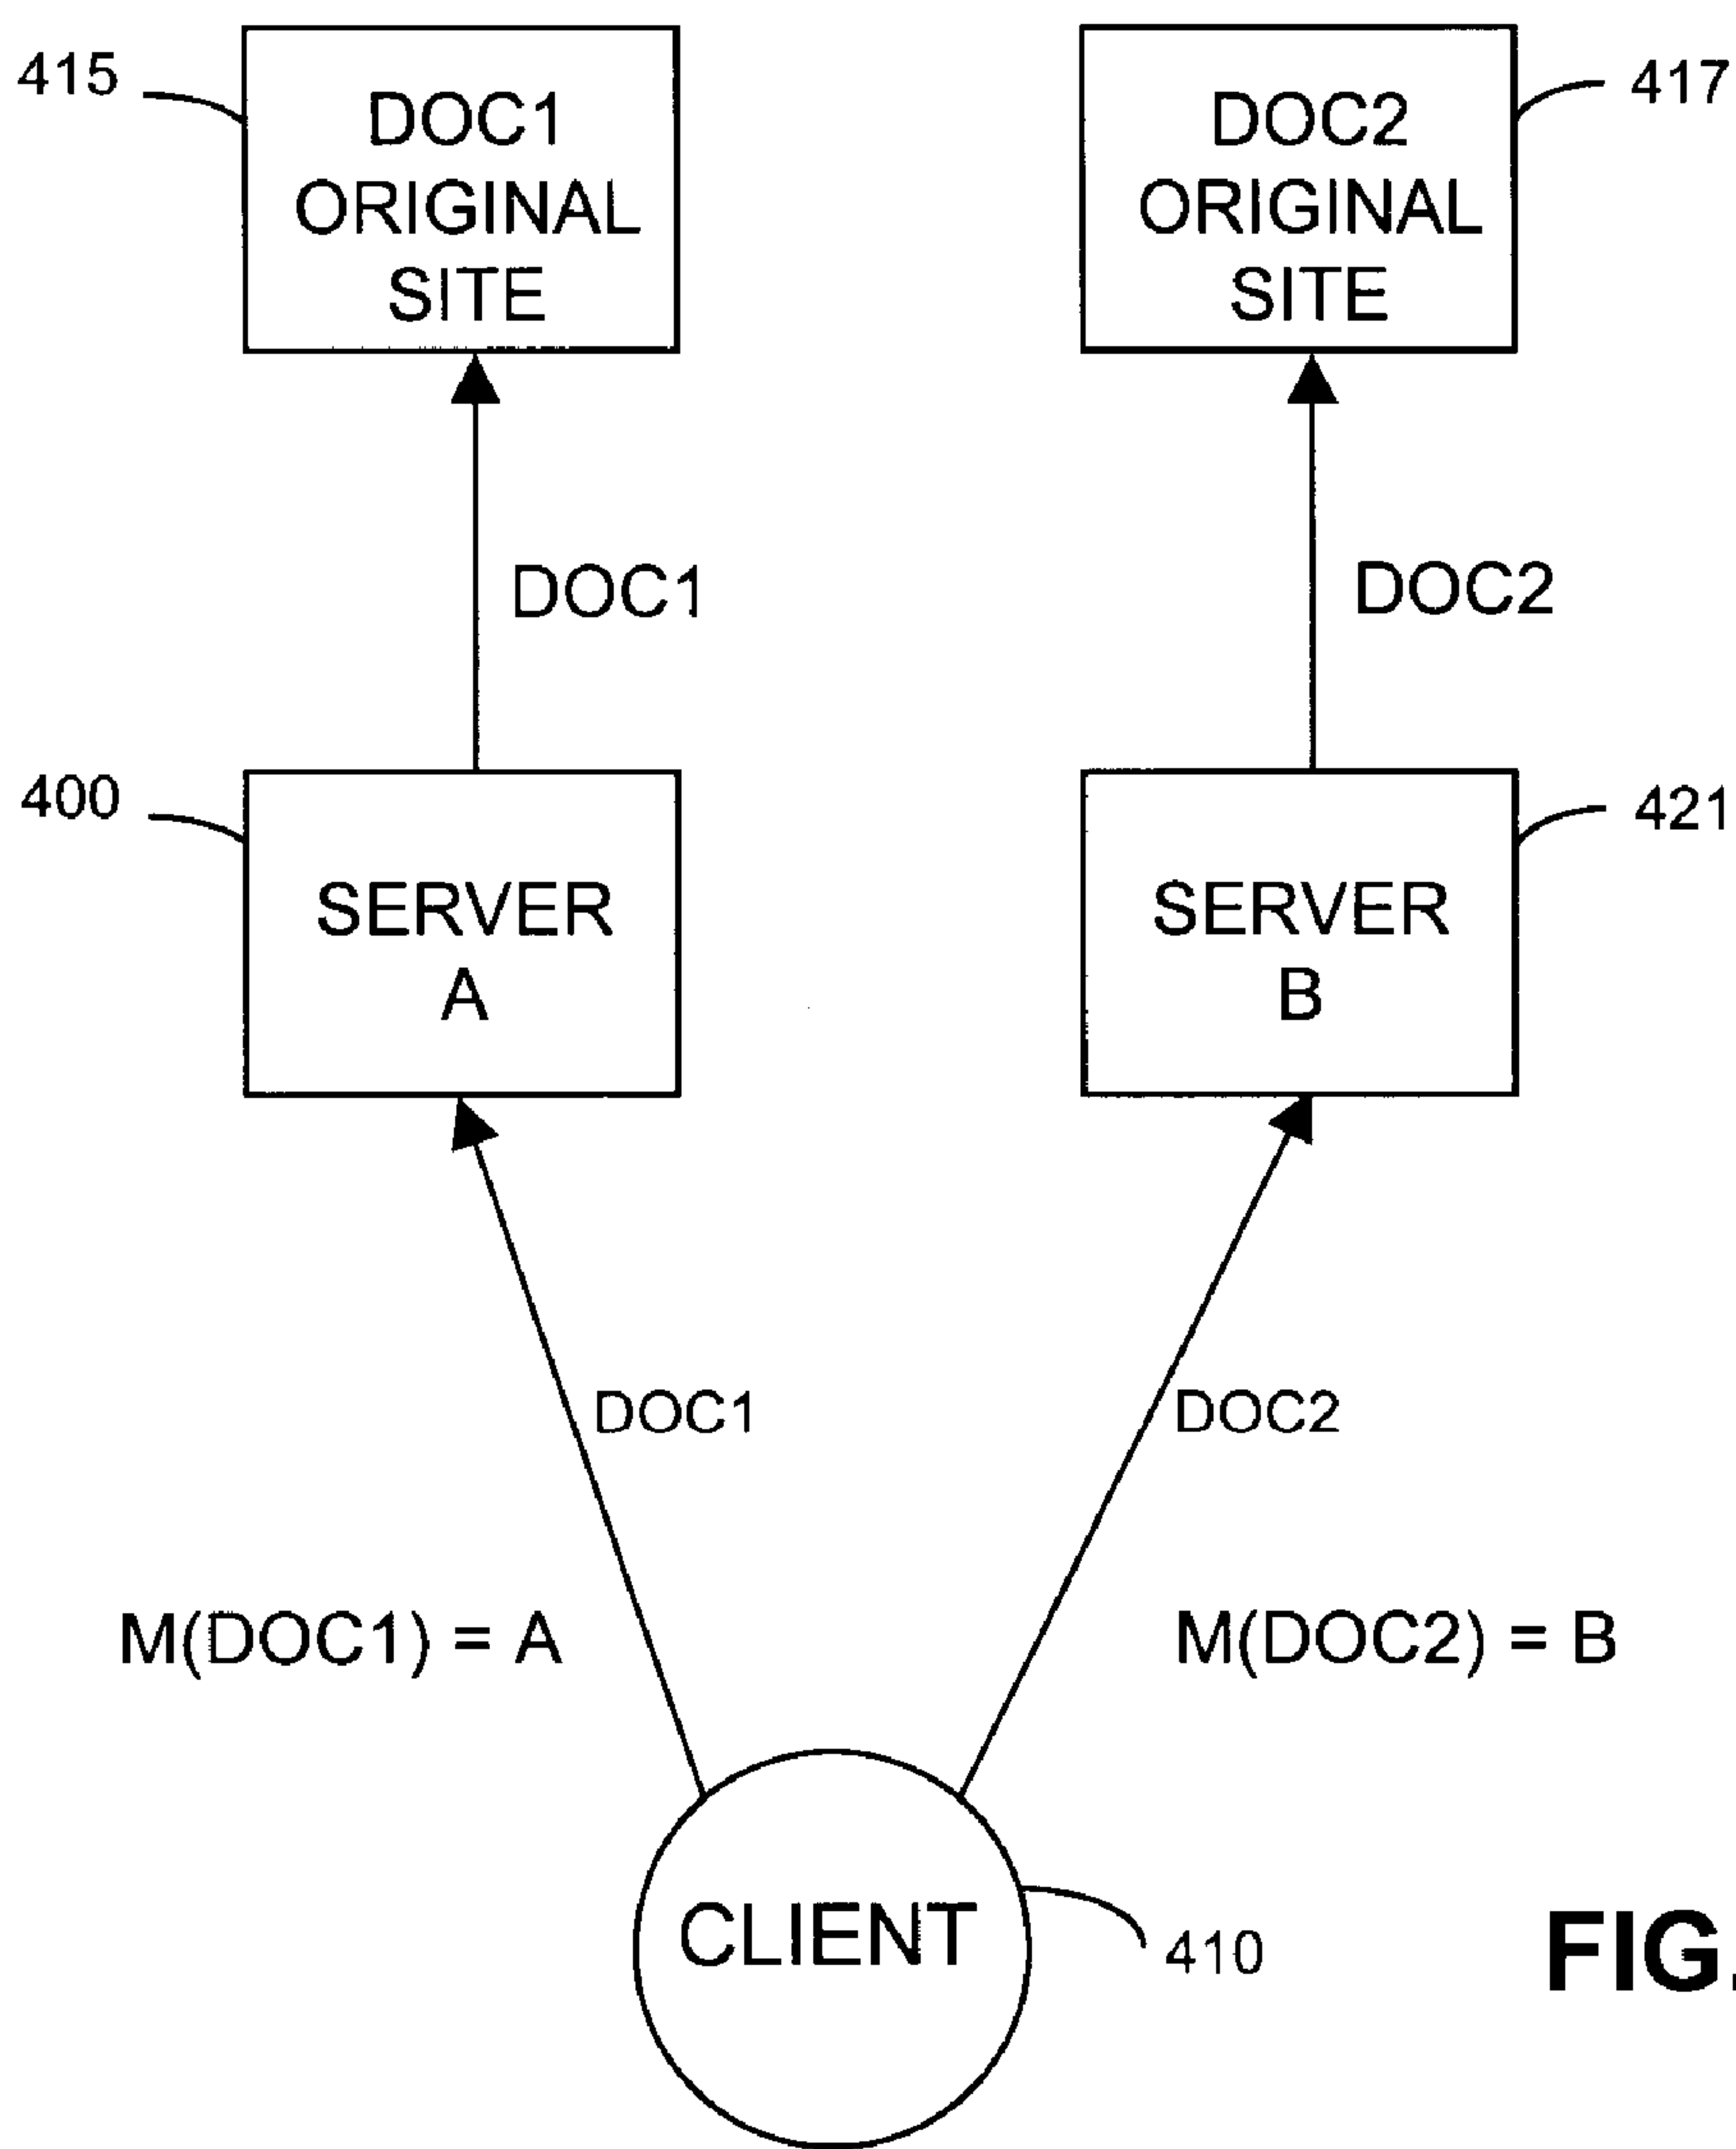 415
DOC1
ORIGINAL
SITE
DOC2
ORIGINAL
SITE
417
DOC1
DOC2
400
SERVER
A
SERVER
B
421
DOC1
DOC2
M(DOC1) = A
M(DOC2) = B
CLIENT
410
FIG.